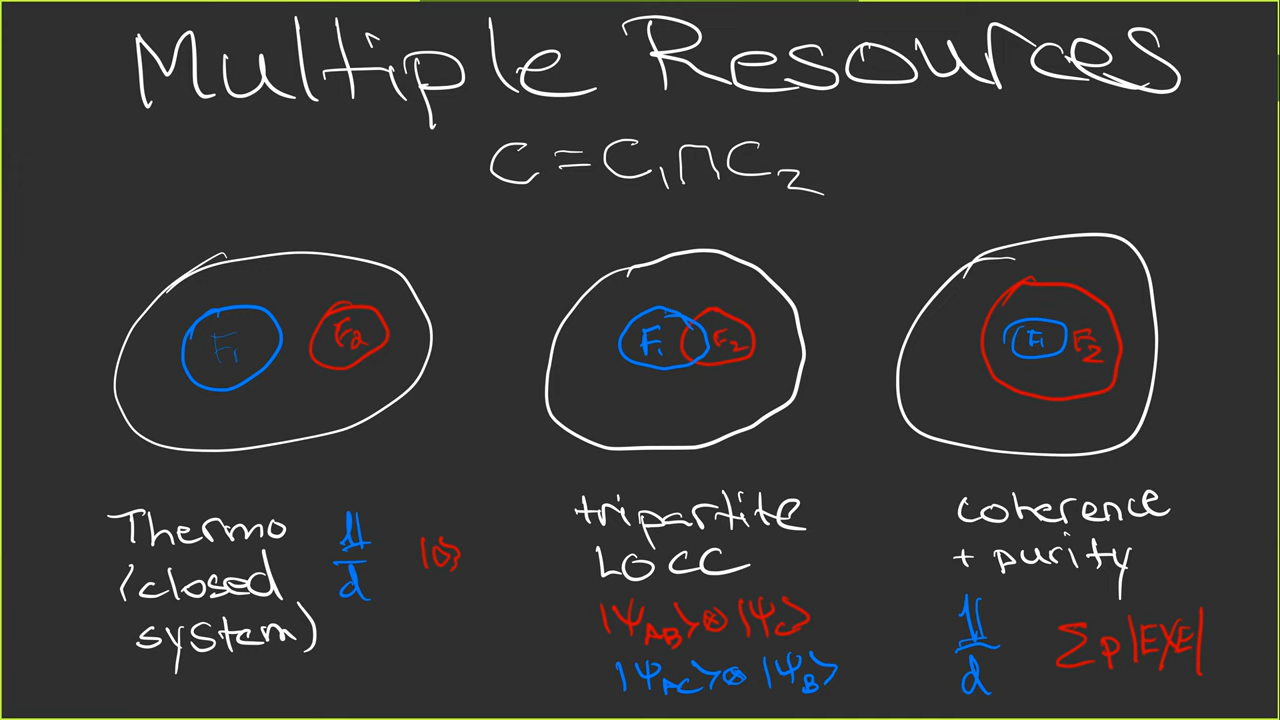 Multiple Resources
C = C₁ ∩ C₂
F₁ F₂
F₁ F₂
F₁ F₂
Thermo
(closed
system)
𝟙/d |0⟩
tripartite
LOCC
|Ψ_AB⟩⊗|Ψ_C⟩
|Ψ_AC⟩⊗|Ψ_B⟩
coherence
+ purity
𝟙/d Σ p|E⟩⟨E|